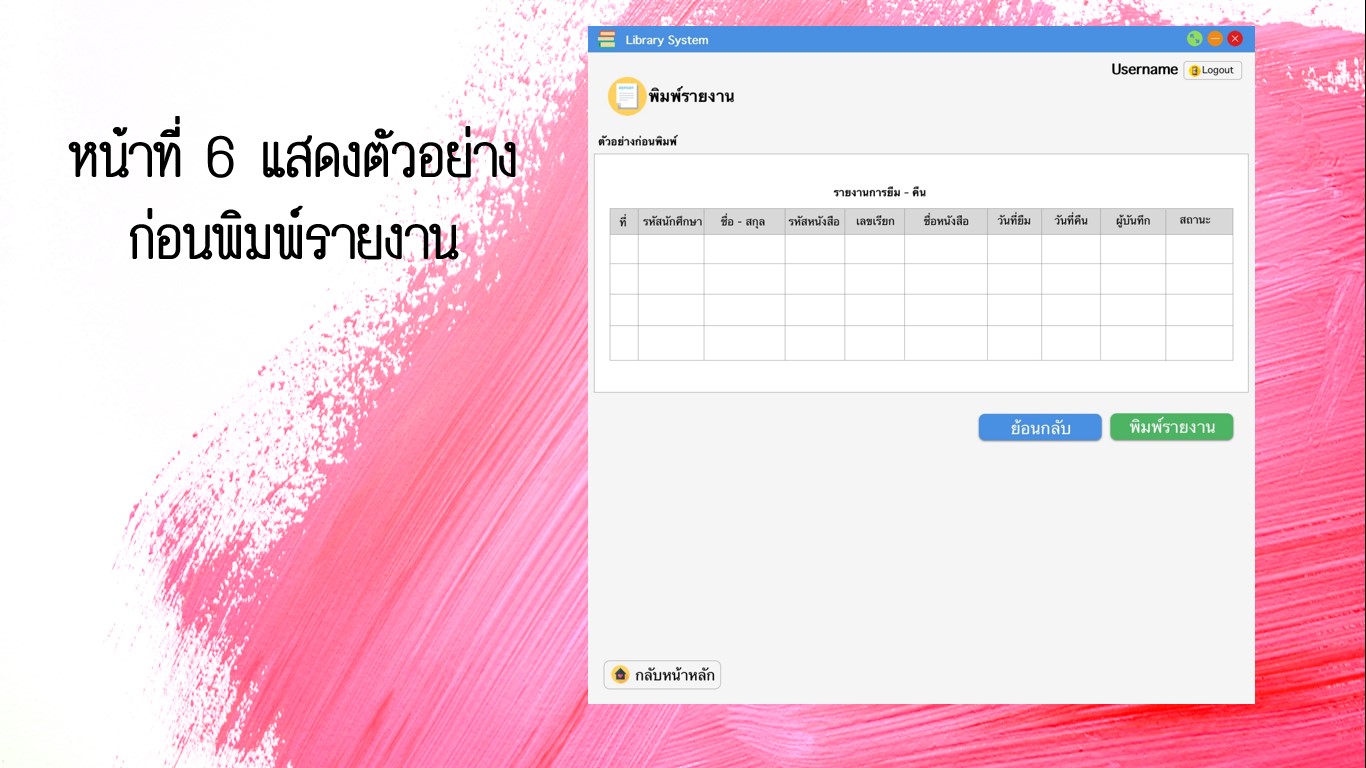 หน้าที่ 6 แสดงตัวอย่าง
ก่อนพิมพ์รายงาน
Library System
Username
Logout
REPORT
พิมพ์รายงาน
ตัวอย่างก่อนพิมพ์
รายงานการยืม - คืน
ที่ รหัสนักศึกษา ชื่อ - สกุล รหัสหนังสือ เลขเรียก ชื่อหนังสือ วันที่ยืม วันที่คืน ผู้บันทึก สถานะ
ย้อนกลับ พิมพ์รายงาน
กลับหน้าหลัก